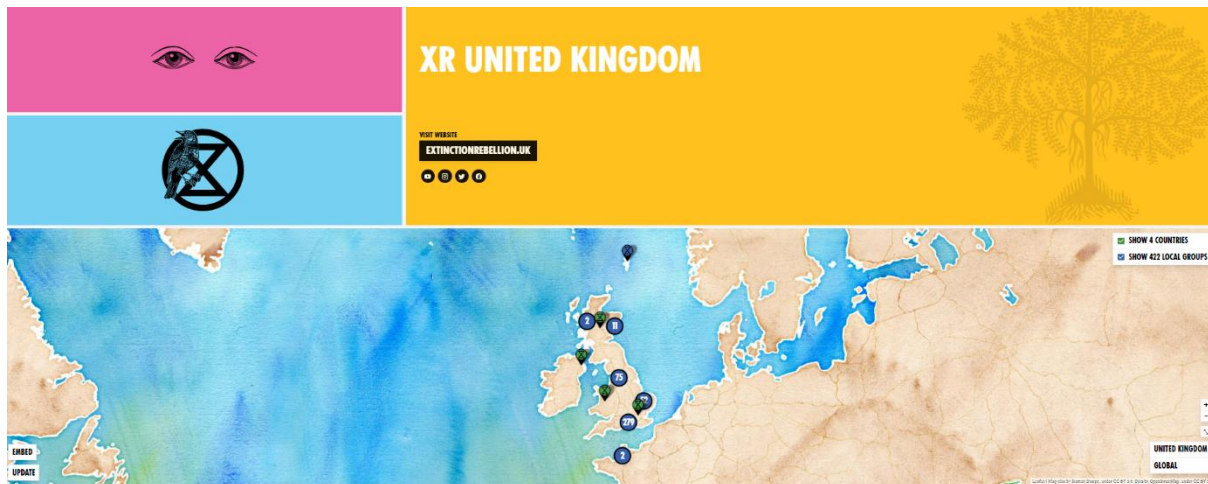 XR UNITED KINGDOM
VISIT WEBSITE
EXTINCTIONREBELLION.UK
SHOW 4 COUNTRIES
SHOW 422 LOCAL GROUPS
2
11
75
279
2
EMBED
UPDATE
UNITED KINGDOM
GLOBAL